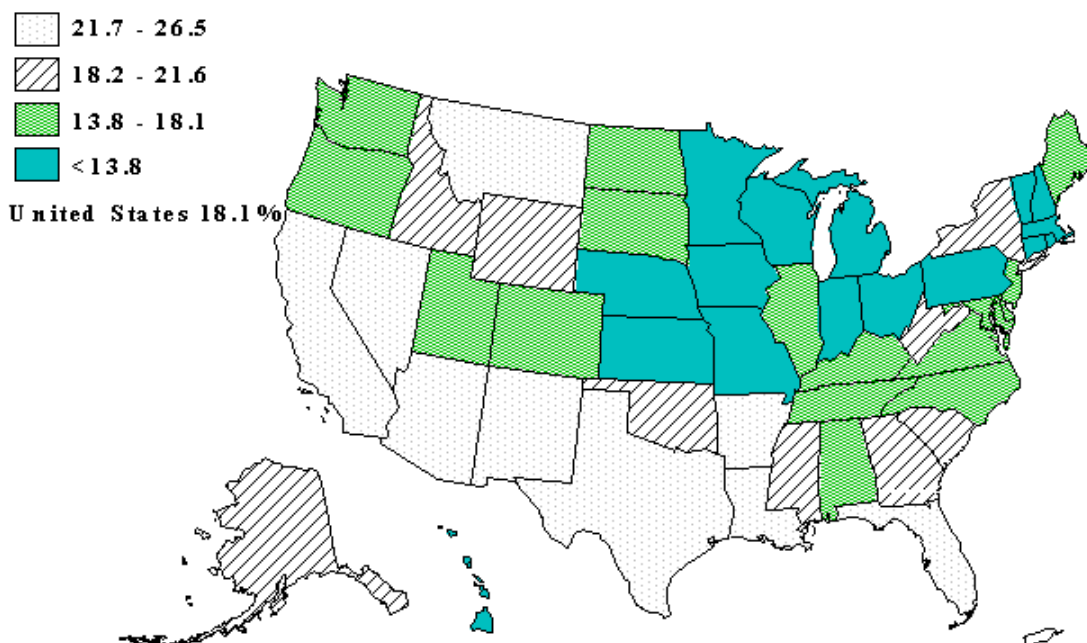 21.7 - 26.5
18.2 - 21.6
13.8 - 18.1
<13.8
United States 18.1%